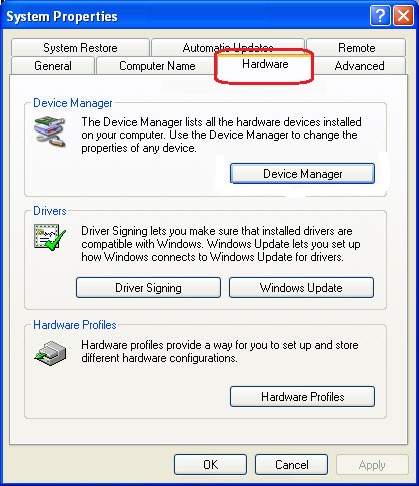 System Properties
System Restore Automatic Updates Remote
General Computer Name Hardware Advanced
Device Manager
The Device Manager lists all the hardware devices installed
on your computer. Use the Device Manager to change the
properties of any device.
Device Manager
Drivers
Driver Signing lets you make sure that installed drivers are
compatible with Windows. Windows Update lets you set up
how Windows connects to Windows Update for drivers.
Driver Signing Windows Update
Hardware Profiles
Hardware profiles provide a way for you to set up and store
different hardware configurations.
Hardware Profiles
OK Cancel Apply